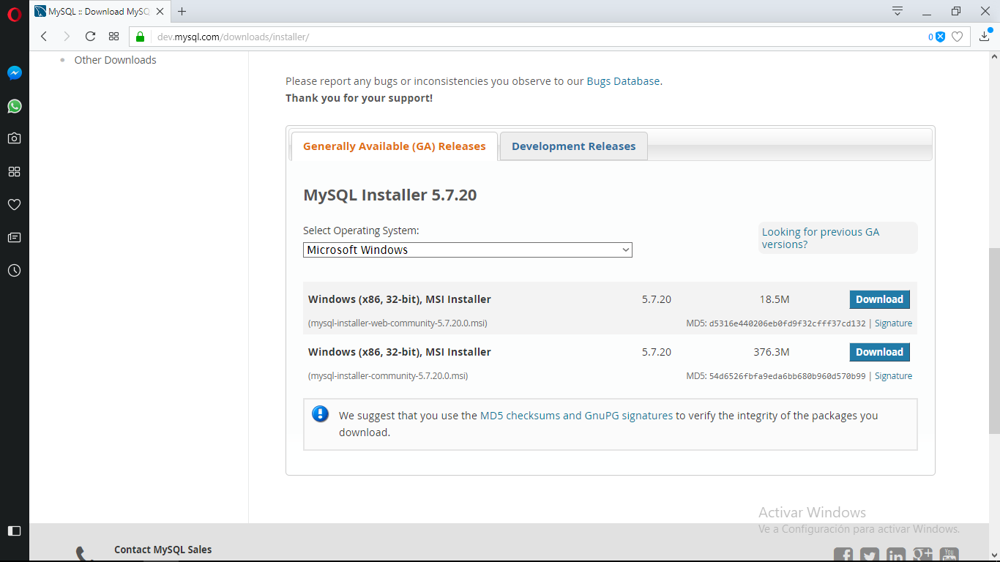 MySQL :: Download MySQ
dev.mysql.com/downloads/installer/
0
Other Downloads
Please report any bugs or inconsistencies you observe to our Bugs Database.
Thank you for your support!
Generally Available (GA) Releases
Development Releases
MySQL Installer 5.7.20
Select Operating System:
Microsoft Windows
Looking for previous GA
versions?
Windows (x86, 32-bit), MSI Installer 5.7.20 18.5M Download
(mysql-installer-web-community-5.7.20.0.msi) MD5: d5316e440206eb0fd9f32cfff37cd132 | Signature
Windows (x86, 32-bit), MSI Installer 5.7.20 376.3M Download
(mysql-installer-community-5.7.20.0.msi) MD5: 54d6526fbfa9eda6bb680b960d570b99 | Signature
We suggest that you use the MD5 checksums and GnuPG signatures to verify the integrity of the packages you
download.
Activar Windows
Ve a Configuración para activar Windows.
Contact MySQL Sales
f in g+ You Tube